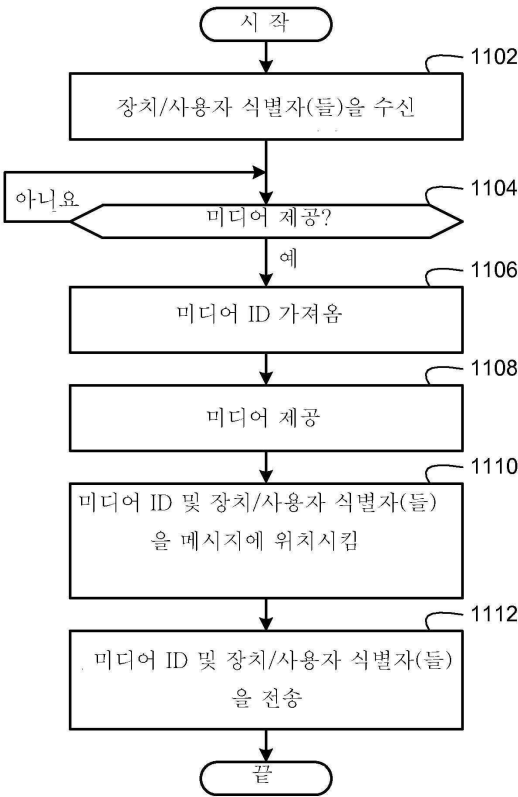 시 작
1102
장치/사용자 식별자(들)을 수신
1104
아니요
미디어 제공?
예
1106
미디어 ID 가져옴
1108
미디어 제공
1110
미디어 ID 및 장치/사용자 식별자(들)
을 메시지에 위치시킴
1112
미디어 ID 및 장치/사용자 식별자(들)
을 전송
끝